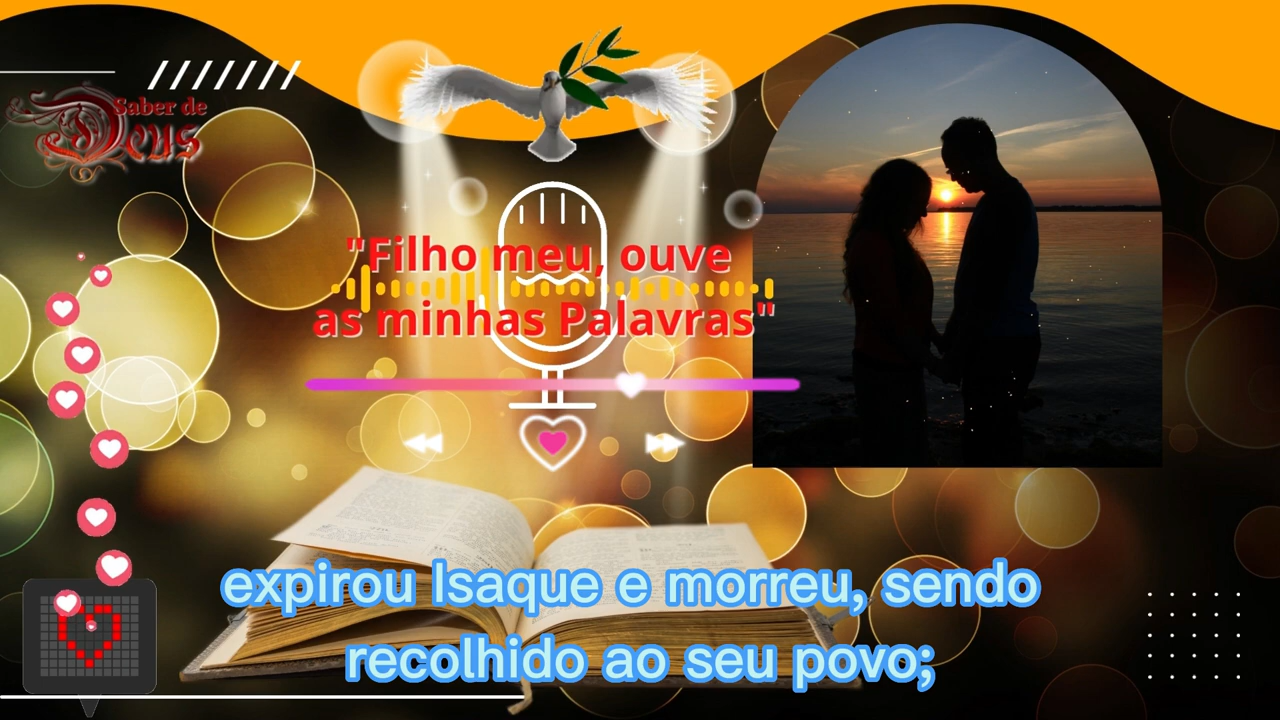 Saber de
Deus
"Filho meu, ouve
as minhas Palavras"
expirou Isaque e morreu, sendo
recolhido ao seu povo;